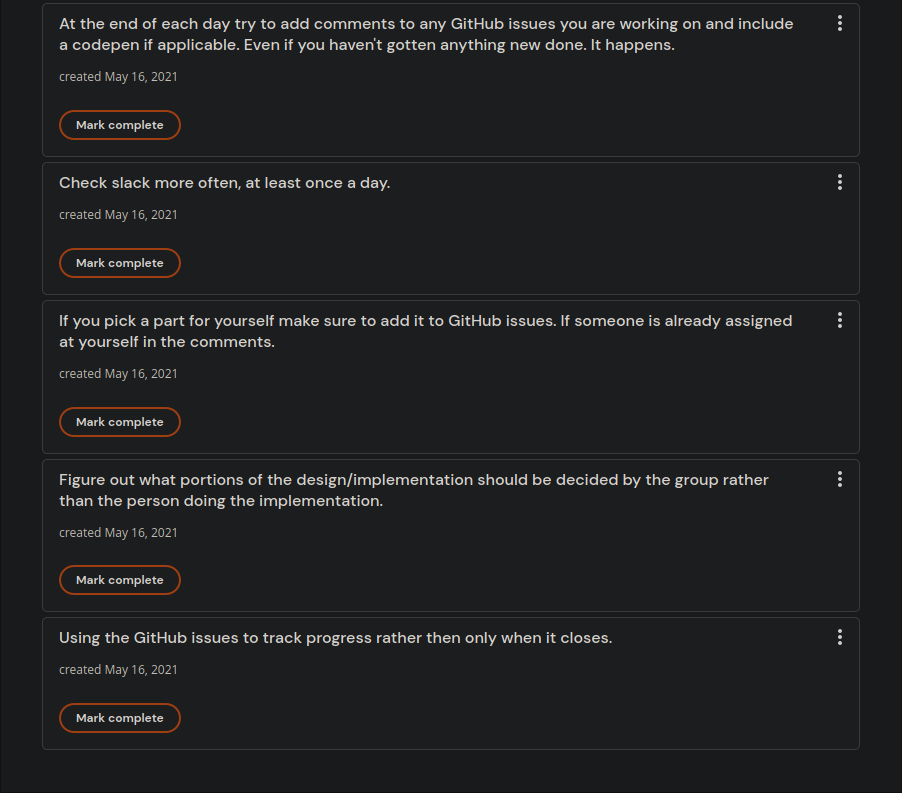 At the end of each day try to add comments to any GitHub issues you are working on and include
a codepen if applicable. Even if you haven't gotten anything new done. It happens.
created May 16, 2021
Mark complete
Check slack more often, at least once a day.
created May 16, 2021
Mark complete
If you pick a part for yourself make sure to add it to GitHub issues. If someone is already assigned
at yourself in the comments.
created May 16, 2021
Mark complete
Figure out what portions of the design/implementation should be decided by the group rather
than the person doing the implementation.
created May 16, 2021
Mark complete
Using the GitHub issues to track progress rather then only when it closes.
created May 16, 2021
Mark complete